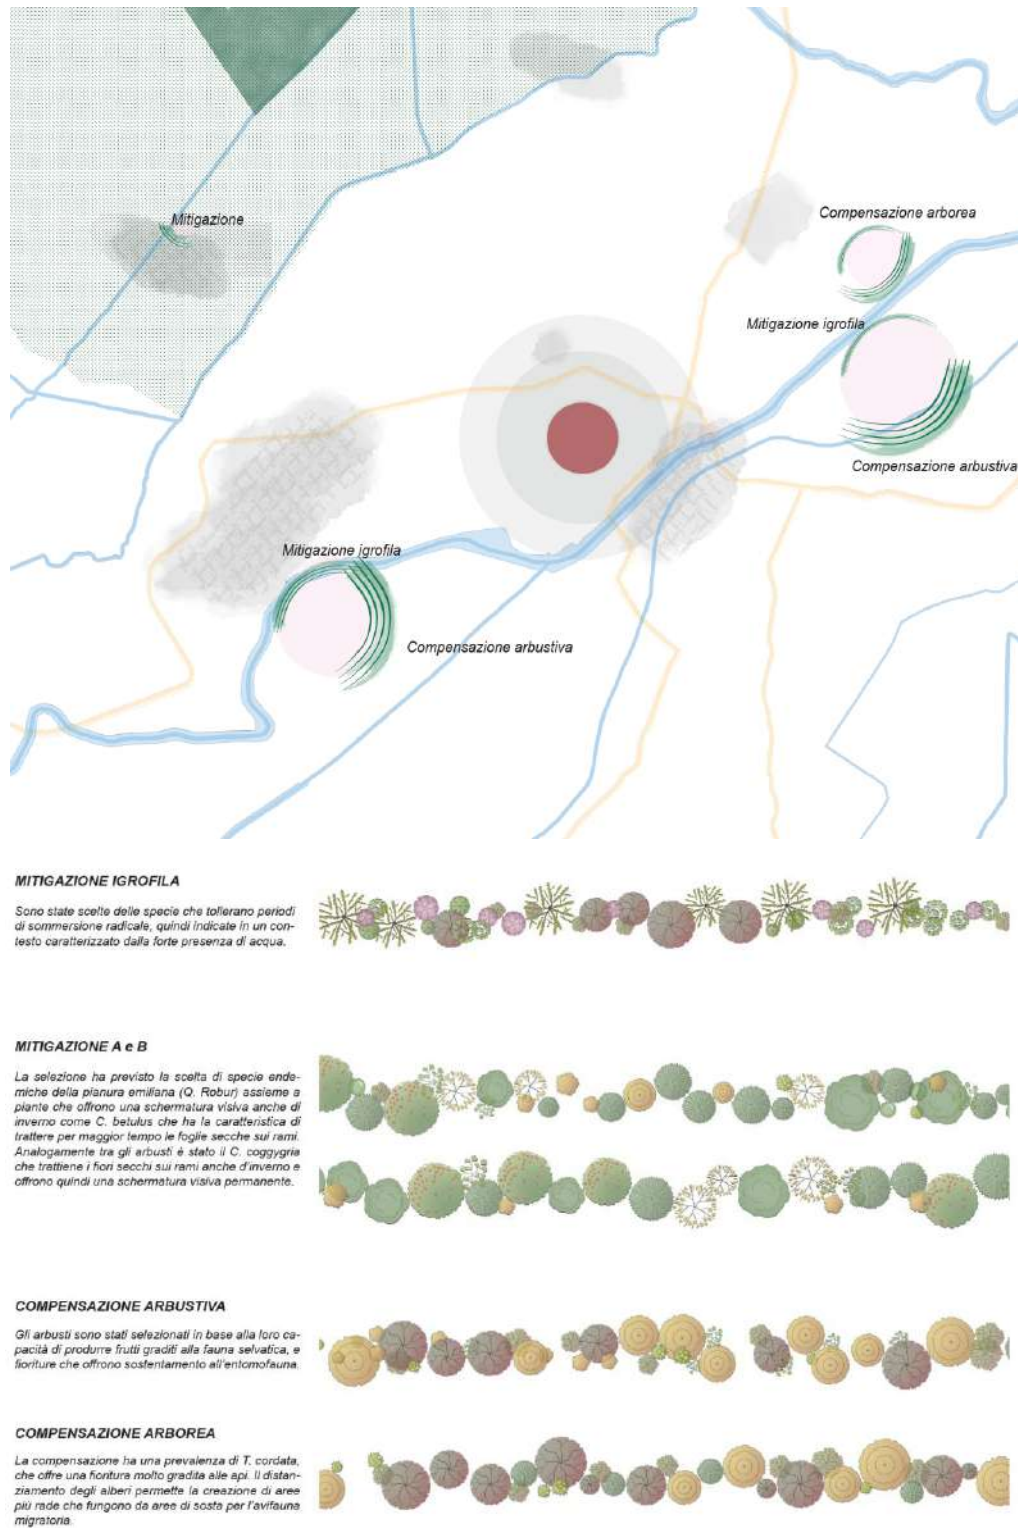 Mitigazione
Compensazione arborea
Mitigazione igrofila
Compensazione arbustiva
Mitigazione igrofila
Compensazione arbustiva
MITIGAZIONE IGROFILA
Sono state scelte delle specie che tollerano periodi
di sommersione radicale, quindi indicate in un con-
testo caratterizzato dalla forte presenza di acqua.
MITIGAZIONE A e B
La selezione ha previsto la scelta di specie ende-
miche della pianura emiliana (Q. Robur) assieme a
piante che offrono una schermatura visiva anche di
inverno come C. betulus che ha la caratteristica di
trattere per maggior tempo le foglie secche sui rami.
Analogamente tra gli arbusti è stato il C. coggygria
che trattiene i fiori secchi sui rami anche d'inverno e
offrono quindi una schermatura visiva permanente.
COMPENSAZIONE ARBUSTIVA
Gli arbusti sono stati selezionati in base alla loro ca-
pacità di produrre frutti graditi alla fauna selvatica, e
fioriture che offrono sostentamento all'entomofauna.
COMPENSAZIONE ARBOREA
La compensazione ha una prevalenza di T. cordata,
che offre una fioritura molto gradita alle api. Il distan-
ziamento degli alberi permette la creazione di aree
più rade che fungono da aree di sosta per l'avifauna
migratoria.